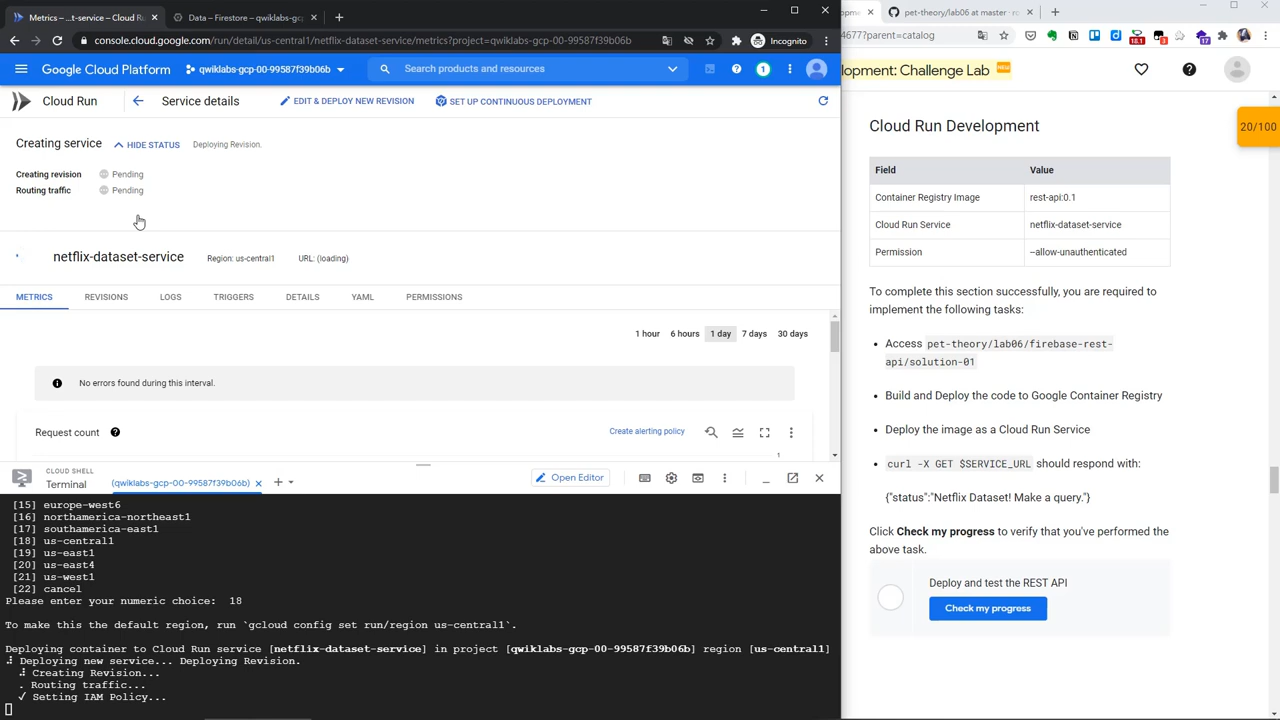 Metrics – ...t-service – Cloud Ru
Data – Firestore – qwiklabs-gc
console.cloud.google.com/run/detail/us-central1/netflix-dataset-service/metrics?project=qwiklabs-gcp-00-99587f39b06b
Incognito
Google Cloud Platform
qwiklabs-gcp-00-99587f39b06b
Search products and resources
1
Cloud Run
Service details
EDIT & DEPLOY NEW REVISION
SET UP CONTINUOUS DEPLOYMENT
Creating service
HIDE STATUS
Deploying Revision.
Creating revision
Pending
Routing traffic
Pending
netflix-dataset-service
Region: us-central1
URL: (loading)
METRICS
REVISIONS
LOGS
TRIGGERS
DETAILS
YAML
PERMISSIONS
1 hour
6 hours
1 day
7 days
30 days
No errors found during this interval.
Request count
Create alerting policy
1
CLOUD SHELL
Terminal
(qwiklabs-gcp-00-99587f39b06b)
Open Editor
[15] europe-west6
[16] northamerica-northeast1
[17] southamerica-east1
[18] us-central1
[19] us-east1
[20] us-east4
[21] us-west1
[22] cancel
Please enter your numeric choice:  18
To make this the default region, run `gcloud config set run/region us-central1`.
Deploying container to Cloud Run service [netflix-dataset-service] in project [qwiklabs-gcp-00-99587f39b06b] region [us-central1]
Deploying new service... Deploying Revision.
Creating Revision...
. Routing traffic...
✓ Setting IAM Policy...
pet-theory/lab06 at master · ro
4677?parent=catalog
18.1
3
17
lopment: Challenge Lab
NEW
20/100
Cloud Run Development
Field
Value
Container Registry Image
rest-api:0.1
Cloud Run Service
netflix-dataset-service
Permission
--allow-unauthenticated
To complete this section successfully, you are required to
implement the following tasks:
• Access pet-theory/lab06/firebase-rest-
api/solution-01
• Build and Deploy the code to Google Container Registry
• Deploy the image as a Cloud Run Service
• curl -X GET $SERVICE_URL should respond with:
{"status":"Netflix Dataset! Make a query."}
Click Check my progress to verify that you've performed the
above task.
Deploy and test the REST API
Check my progress